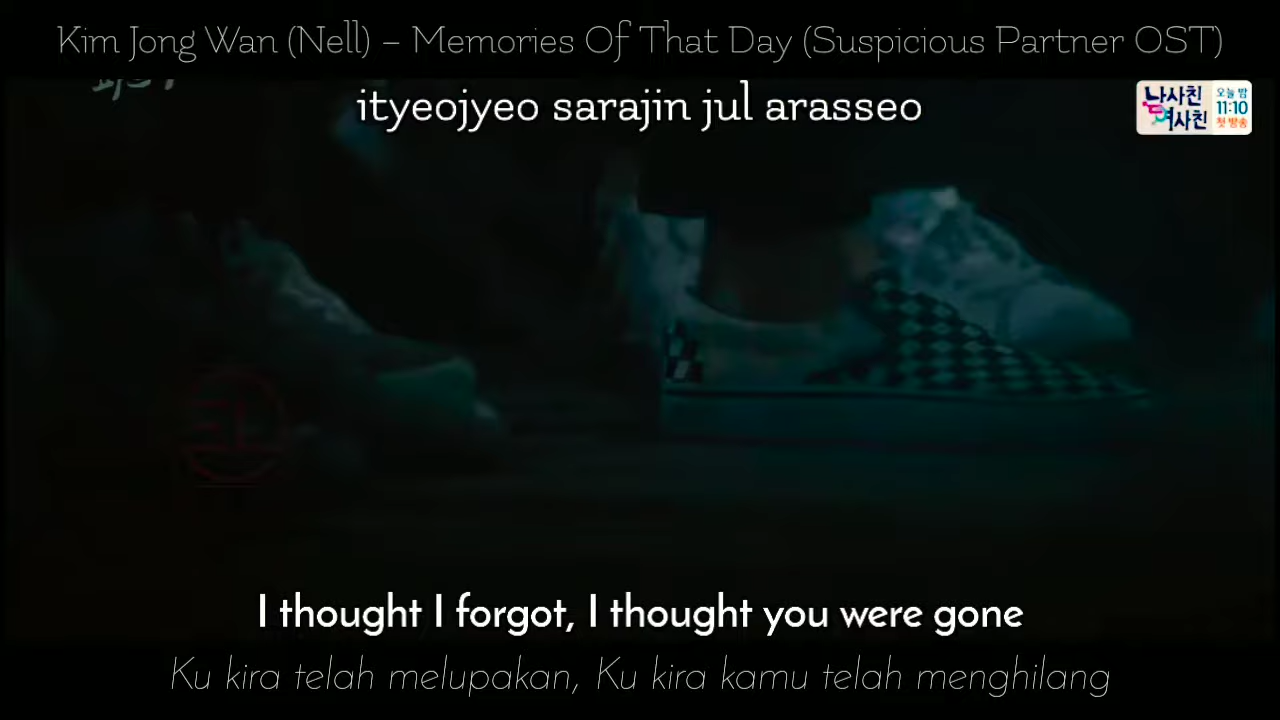 Kim Jong Wan (Nell) – Memories Of That Day (Suspicious Partner OST)
ityeojyeo sarajin jul arasseo
남사친
여사친
오늘 밤
11:10
첫 방송
I thought I forgot, I thought you were gone
Ku kira telah melupakan, Ku kira kamu telah menghilang